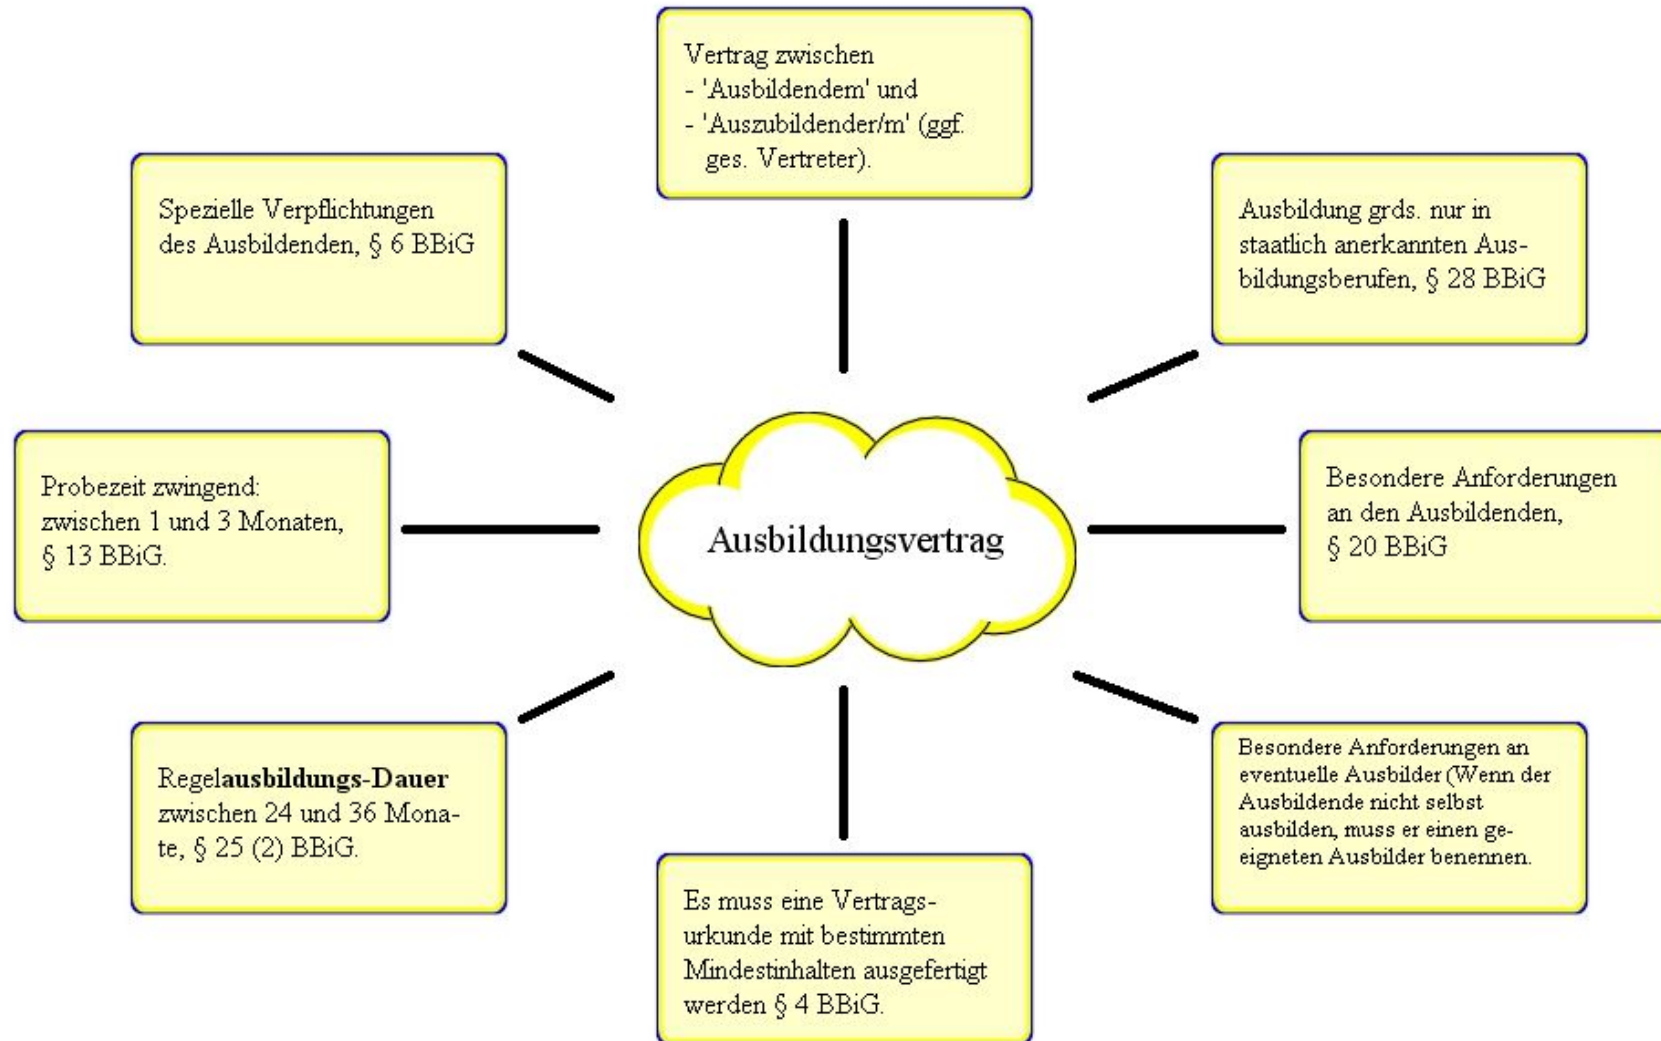 Vertrag zwischen
- 'Ausbildendem' und
- 'Auszubildender/m' (ggf.
ges. Vertreter).
Spezielle Verpflichtungen
des Ausbildenden, § 6 BBiG
Ausbildung grds. nur in
staatlich anerkannten Aus-
bildungsberufen, § 28 BBiG
Probezeit zwingend:
zwischen 1 und 3 Monaten,
§ 13 BBiG.
Ausbildungsvertrag
Besondere Anforderungen
an den Ausbildenden,
§ 20 BBiG
Regelausbildungs-Dauer
zwischen 24 und 36 Mona-
te, § 25 (2) BBiG.
Besondere Anforderungen an
eventuelle Ausbilder (Wenn der
Ausbildende nicht selbst
ausbilden, muss er einen ge-
eigneten Ausbilder benennen.
Es muss eine Vertrags-
urkunde mit bestimmten
Mindestinhalten ausgefertigt
werden § 4 BBiG.